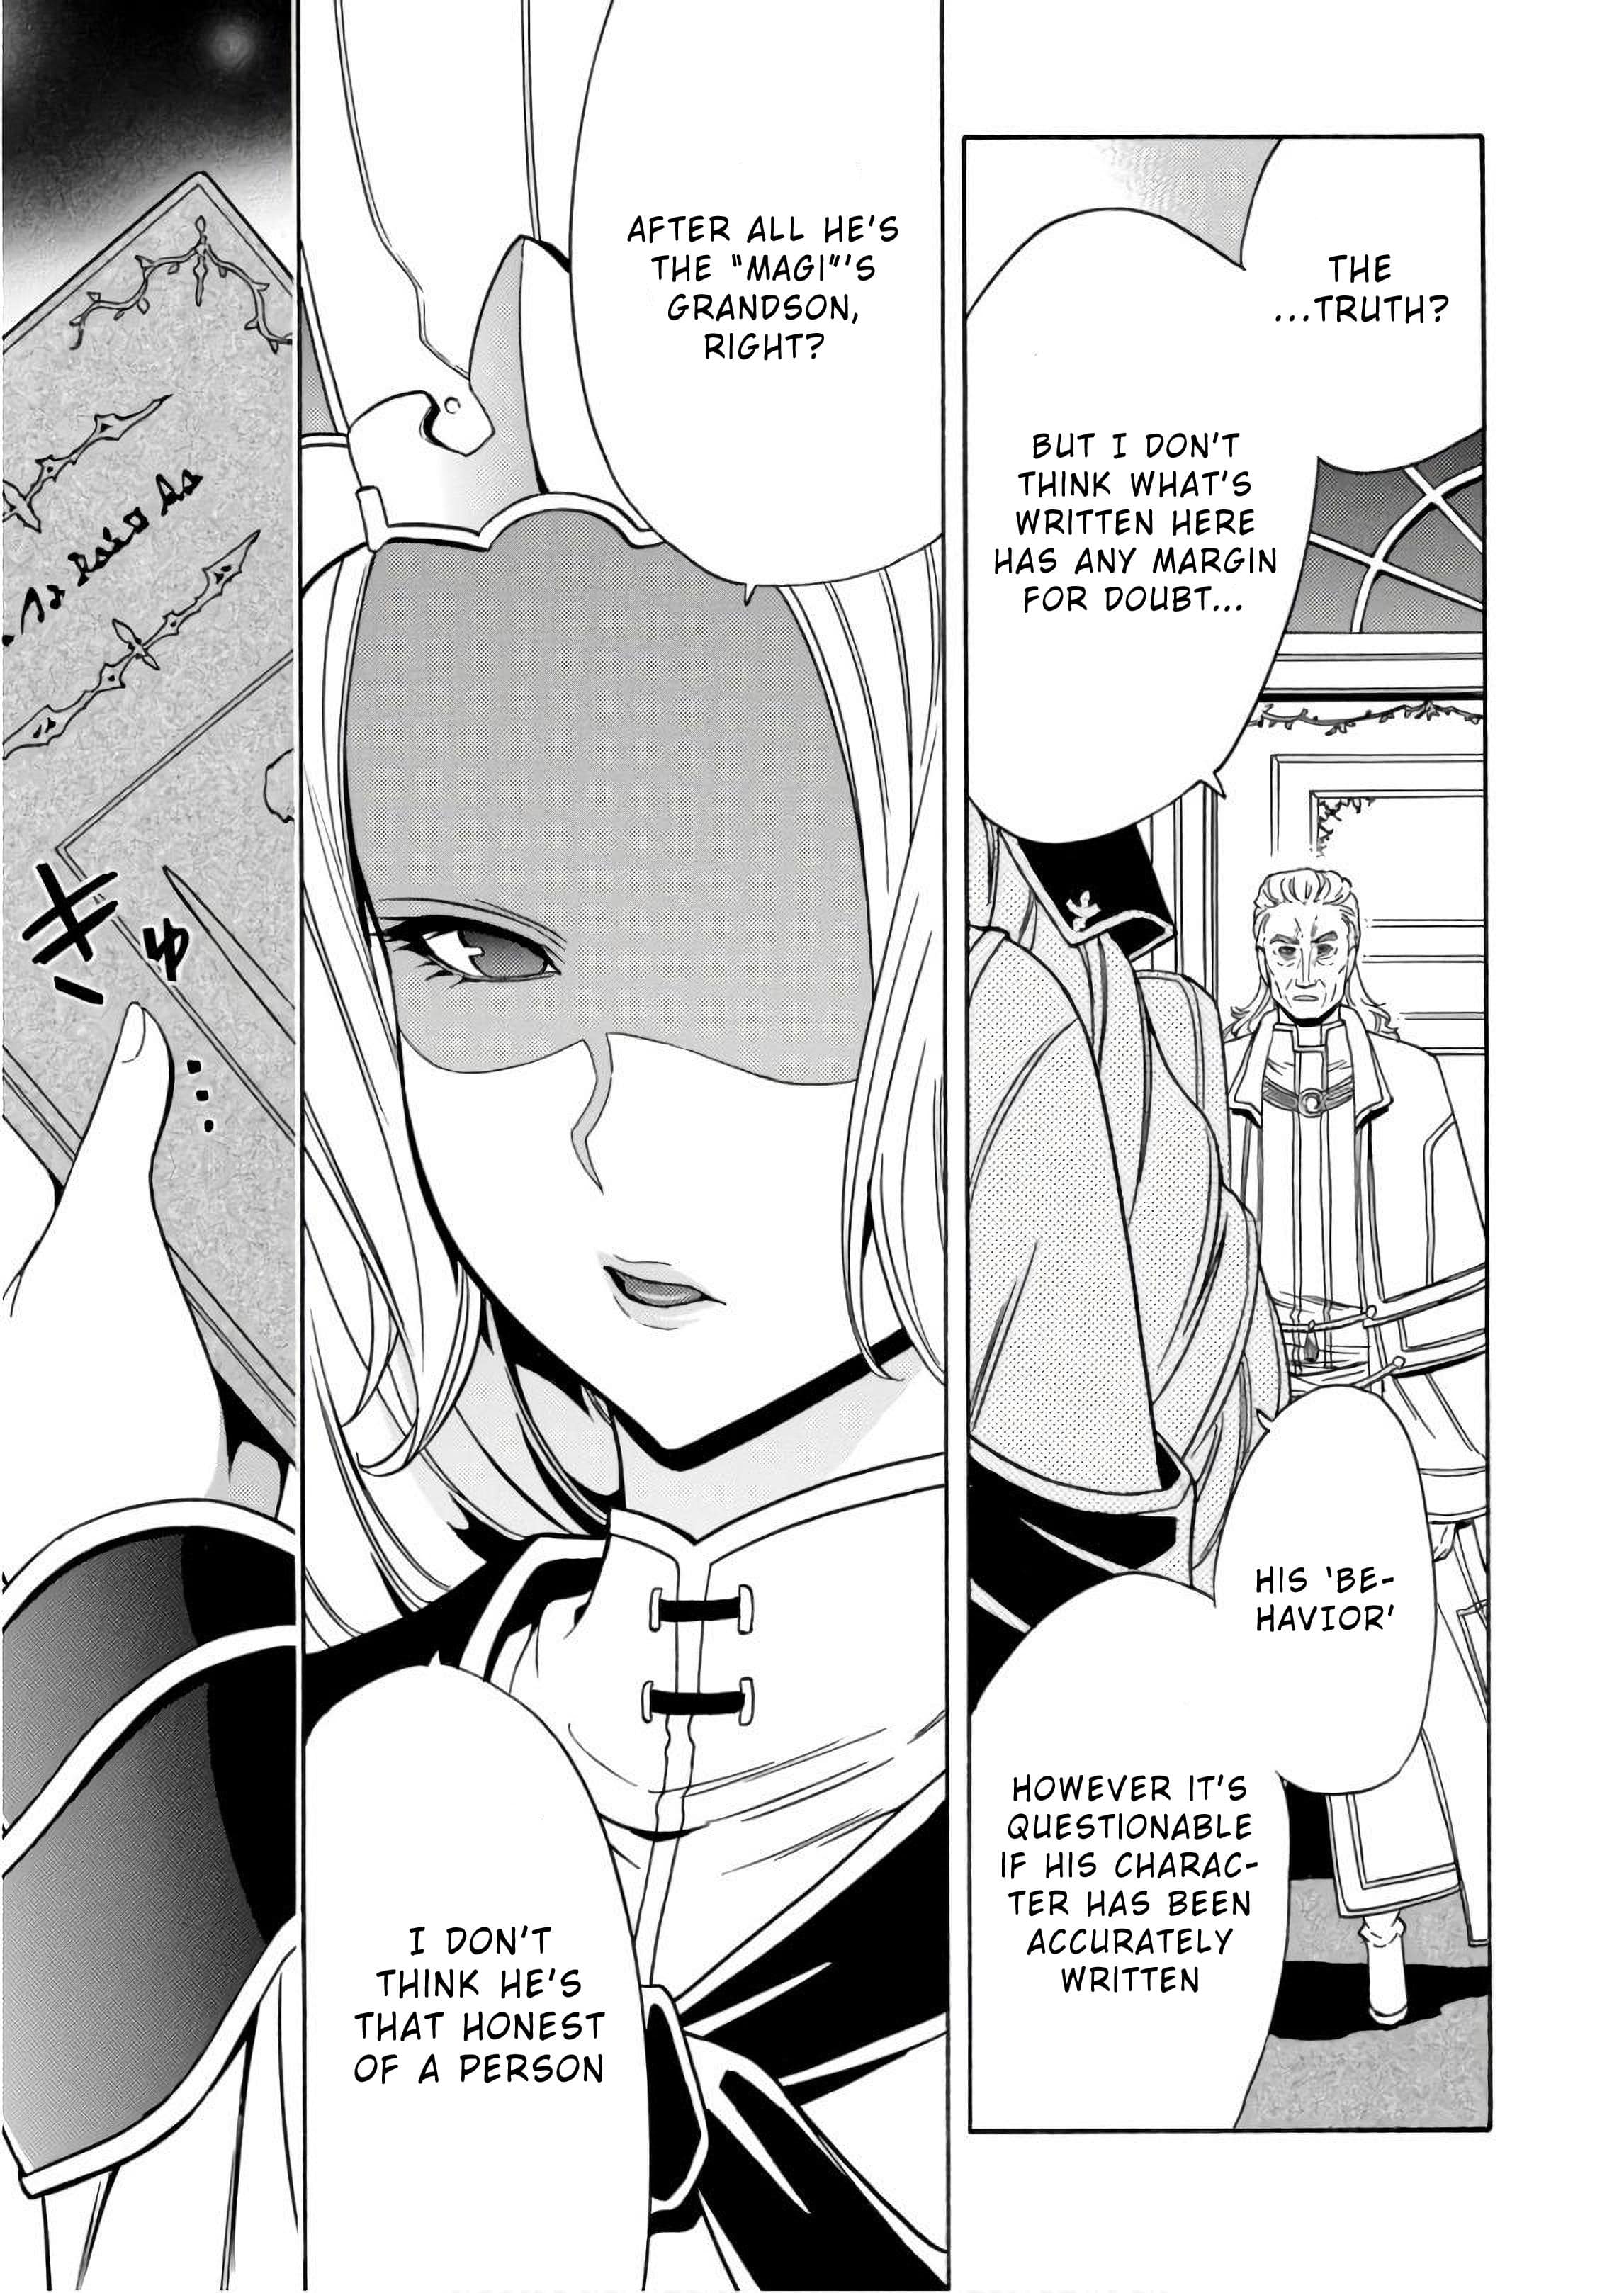 THE
...TRUTH?
BUT I DON'T
THINK WHAT'S
WRITTEN HERE
HAS ANY MARGIN
FOR DOUBT...
HIS 'BE-
HAVIOR'
HOWEVER IT'S
QUESTIONABLE
IF HIS CHARAC-
TER HAS BEEN
ACCURATELY
WRITTEN
AFTER ALL HE'S
THE "MAGI"'S
GRANDSON,
RIGHT?
I DON'T
THINK HE'S
THAT HONEST
OF A PERSON
キ
ゅ